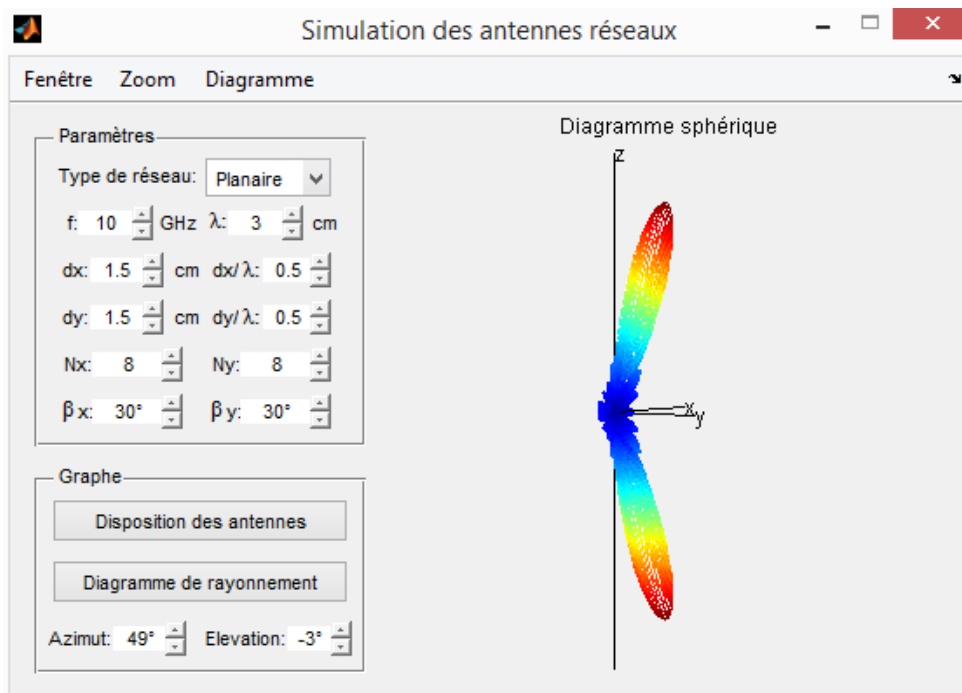 Simulation des antennes réseaux
Fenêtre Zoom Diagramme
Paramètres
Type de réseau: Planaire
f: 10 GHz λ: 3 cm
dx: 1.5 cm dx/λ: 0.5
dy: 1.5 cm dy/λ: 0.5
Nx: 8 Ny: 8
βx: 30° βy: 30°
Graphe
Disposition des antennes
Diagramme de rayonnement
Azimut: 49° Elevation: -3°
Diagramme sphérique
z
x
y